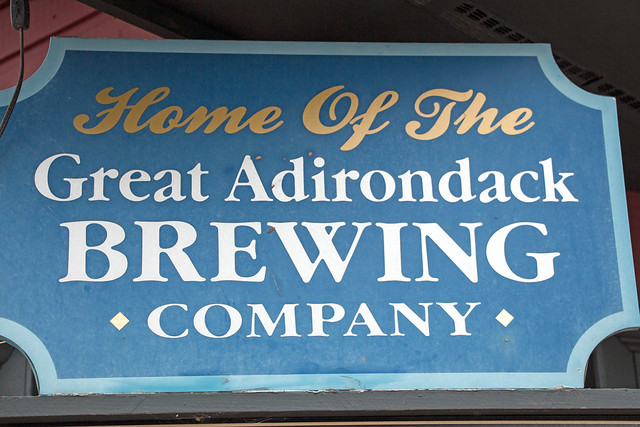 Home Of The
Great Adirondack
BREWING
COMPANY